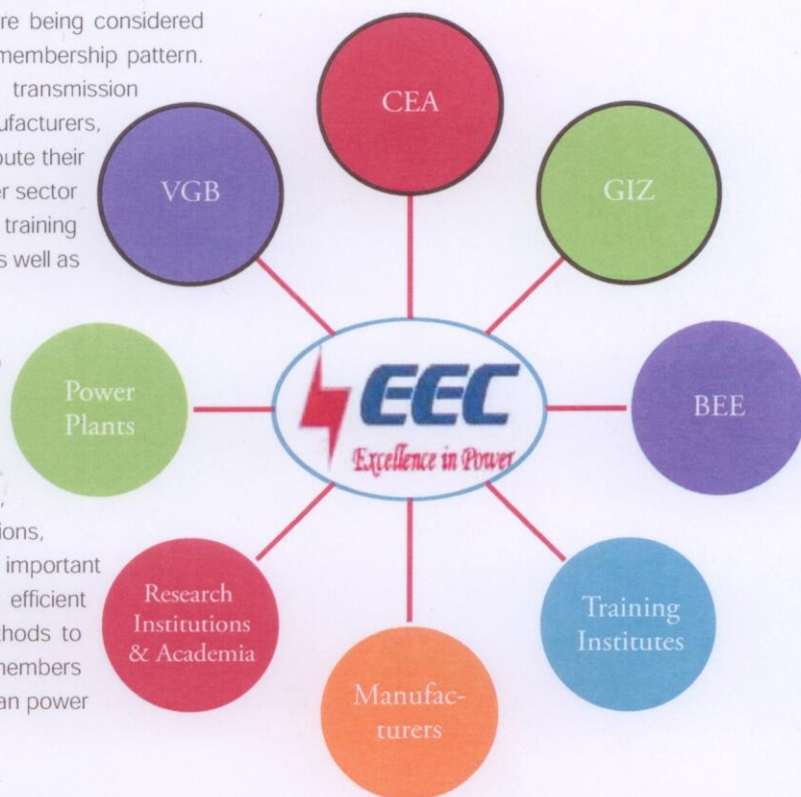 re being considered
membership pattern.
transmission
ufacturers,
bute their
er sector
training
s well as
ions,
important
efficient
thods to
members
an power
CEA
VGB
GIZ
Power
Plants
EEC
Excellence in Power
BEE
Research
Institutions
& Academia
Training
Institutes
Manufac-
turers